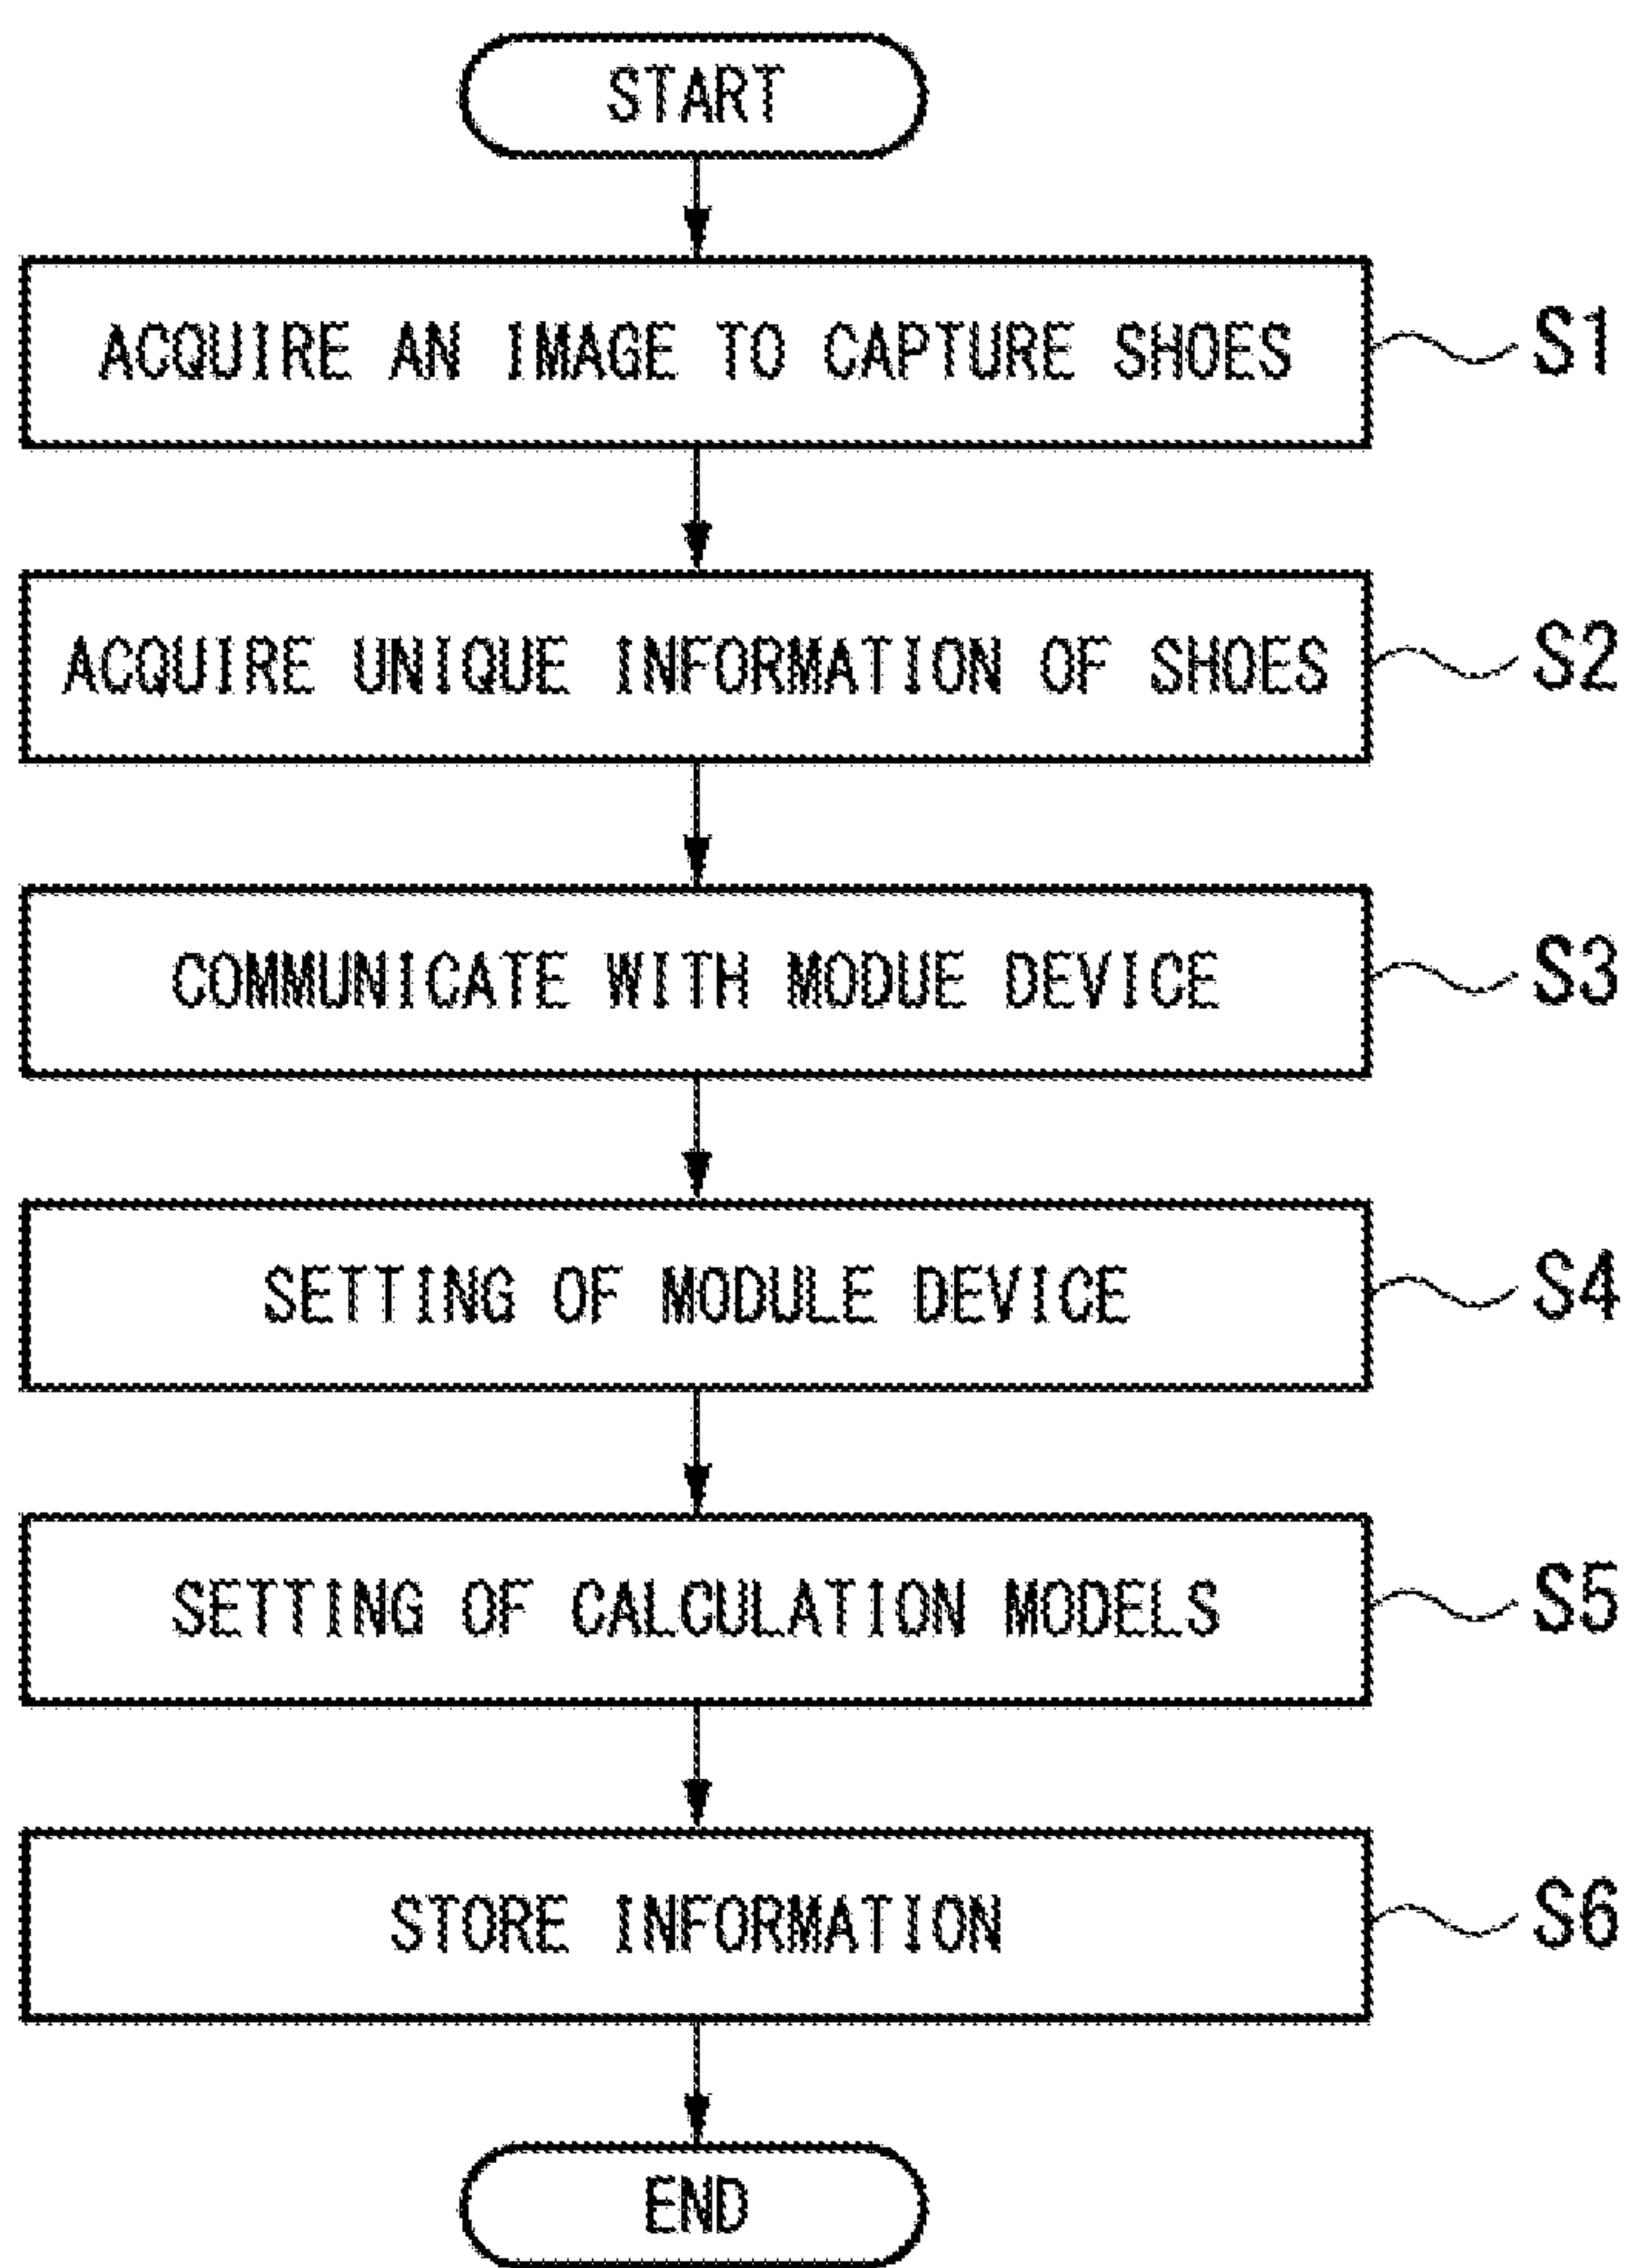 START
ACQUIRE AN IMAGE TO CAPTURE SHOES
S1
ACQUIRE UNIQUE INFORMATION OF SHOES
S2
COMMUNICATE WITH MODUE DEVICE
S3
SETTING OF MODULE DEVICE
S4
SETTING OF CALCULATION MODELS
S5
STORE INFORMATION
S6
END